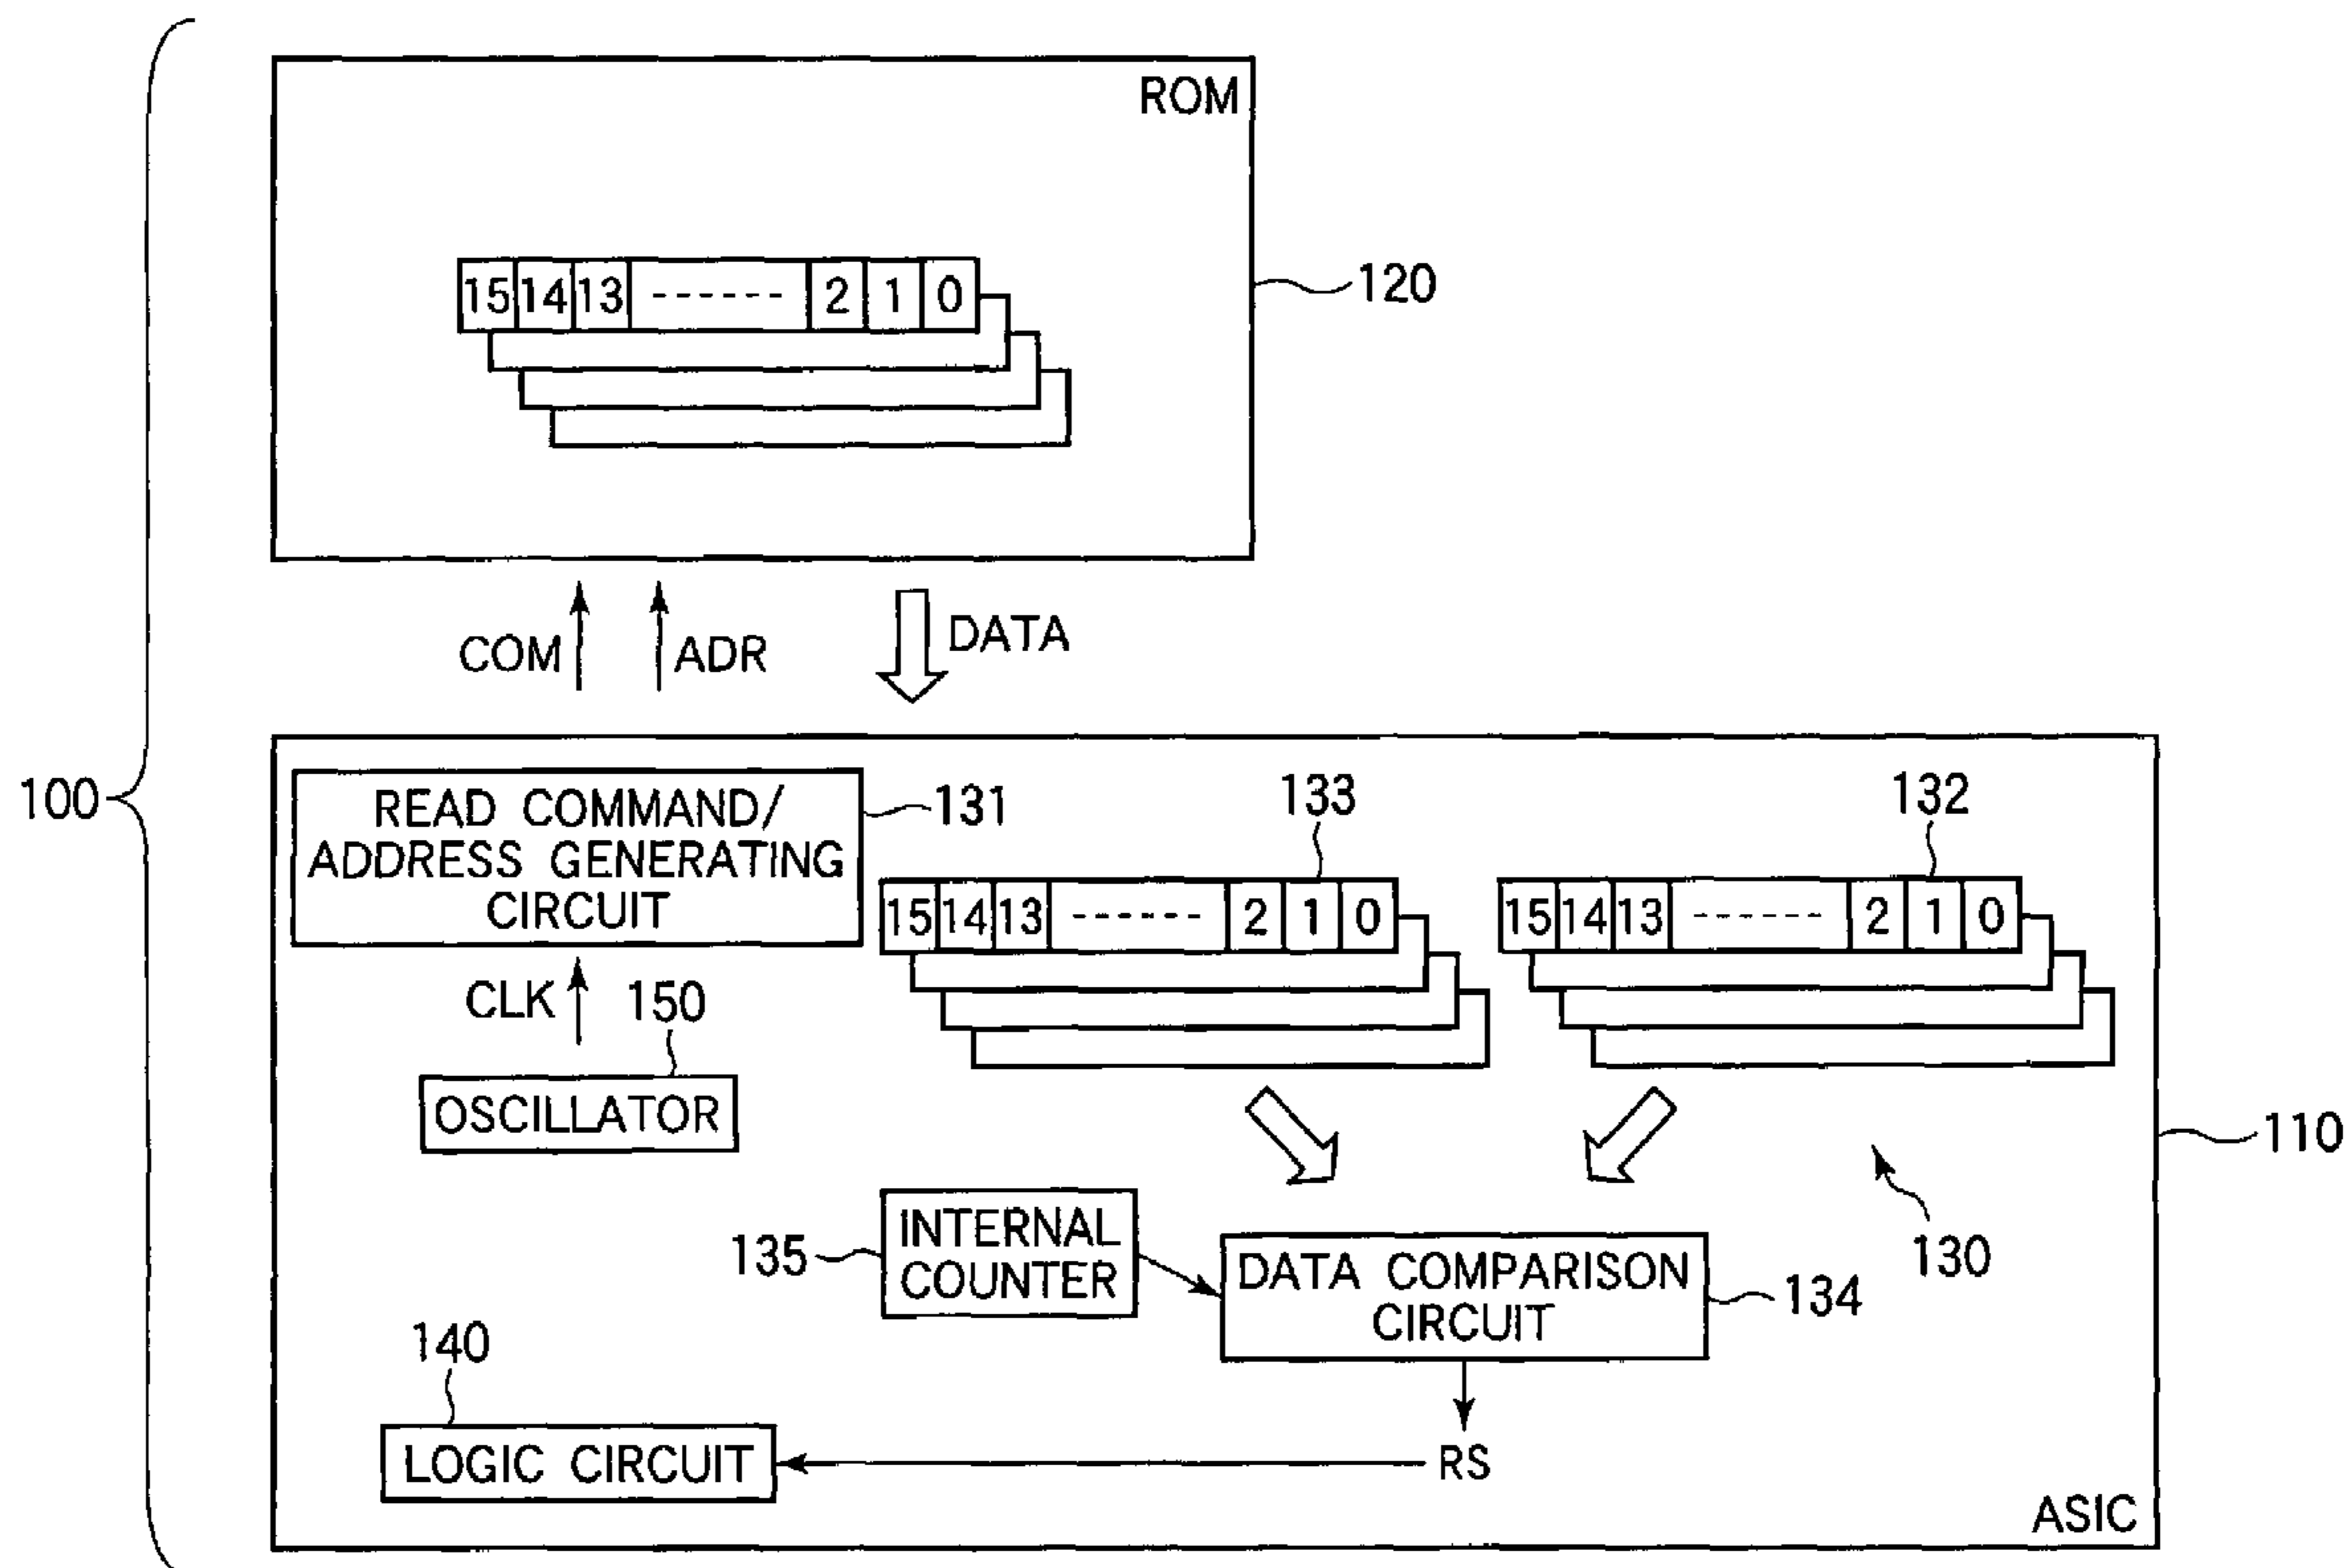 ROM
15 14 13 ------ 2 1 0
120
COM
ADR
DATA
100
READ COMMAND/
ADDRESS GENERATING
CIRCUIT
131
133
132
15 14 13 ------ 2 1 0
15 14 13 ------ 2 1 0
CLK
150
OSCILLATOR
110
130
135
INTERNAL
COUNTER
DATA COMPARISON
CIRCUIT
134
140
LOGIC CIRCUIT
RS
ASIC